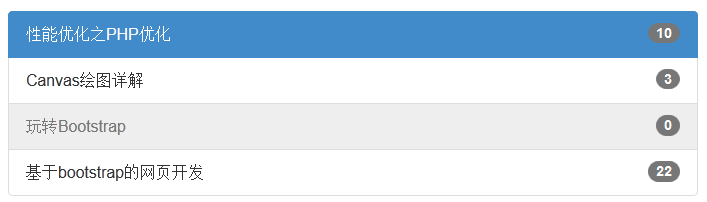 性能优化之PHP优化 10
Canvas绘图详解 3
玩转Bootstrap 0
基于bootstrap的网页开发 22